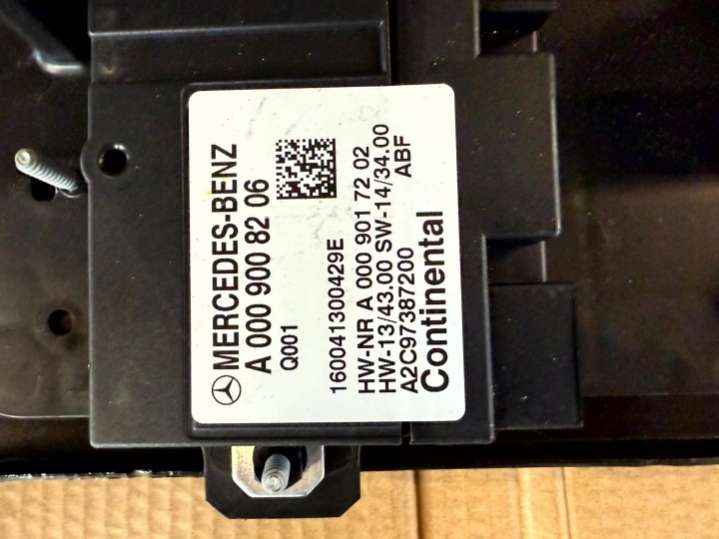 MERCEDES-BENZ
A 000 900 82 06
Q001
160041300429E
HW-NR A 000 901 72 02
HW-13/43.00 SW-14/34.00
A2C97387200 ABF
Continental